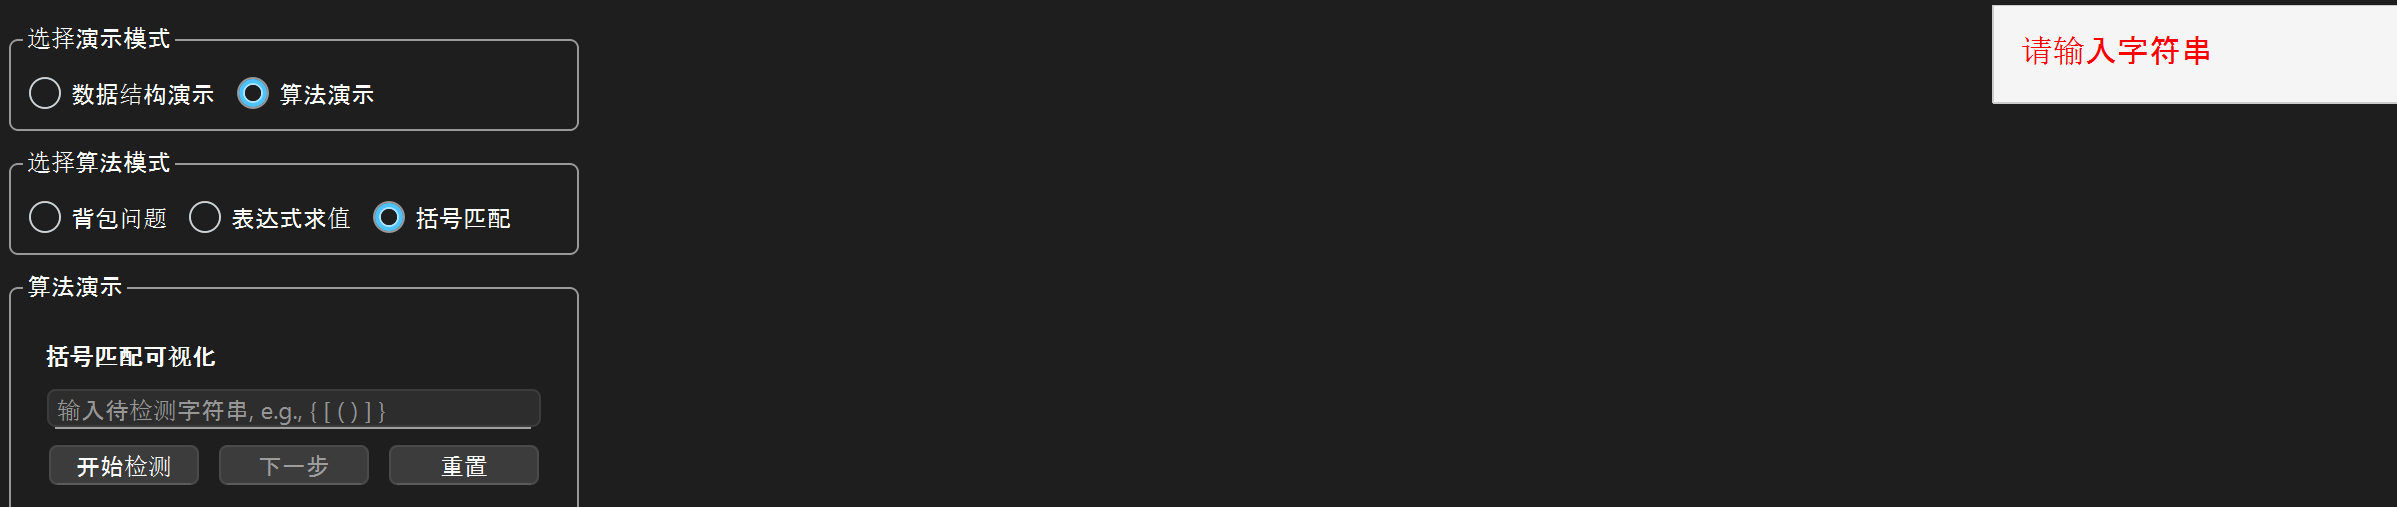 选择演示模式
请输入字符串
数据结构演示 算法演示
选择算法模式
背包问题 表达式求值 括号匹配
算法演示
括号匹配可视化
输入待检测字符串, e.g., { [ ( ) ] }
开始检测 下一步 重置